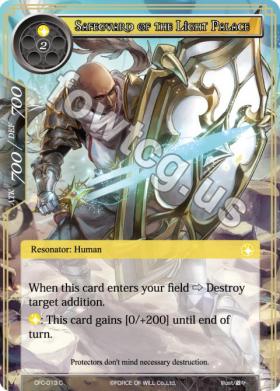 Safeguard of the Light Palace
2
ATK 700 / DEF 700
fowtcg.us
Resonator: Human
When this card enters your field ⇨ Destroy
target addition.
: This card gains [0/+200] until end of
turn.
Protectors don't mind necessary destruction.
CFC-013 C
©FORCE OF WILL Co.Ltd.
Illust/